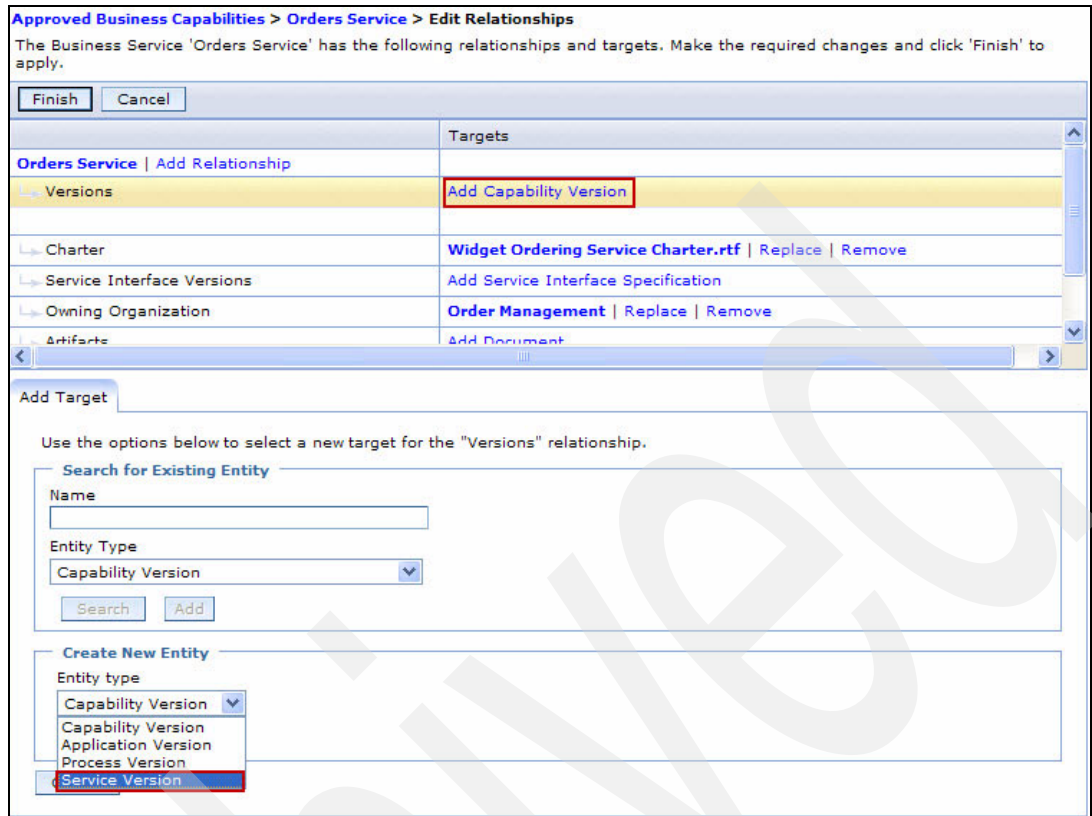 Approved Business Capabilities > Orders Service > Edit Relationships
The Business Service 'Orders Service' has the following relationships and targets. Make the required changes and click 'Finish' to
apply.
Finish Cancel
Targets
Orders Service | Add Relationship
Versions Add Capability Version
Charter Widget Ordering Service Charter.rtf | Replace | Remove
Service Interface Versions Add Service Interface Specification
Owning Organization Order Management | Replace | Remove
Artifacts Add Document
Add Target
Use the options below to select a new target for the "Versions" relationship.
Search for Existing Entity
Name
Entity Type
Capability Version
Search Add
Create New Entity
Entity type
Capability Version
Capability Version
Application Version
Process Version
Service Version